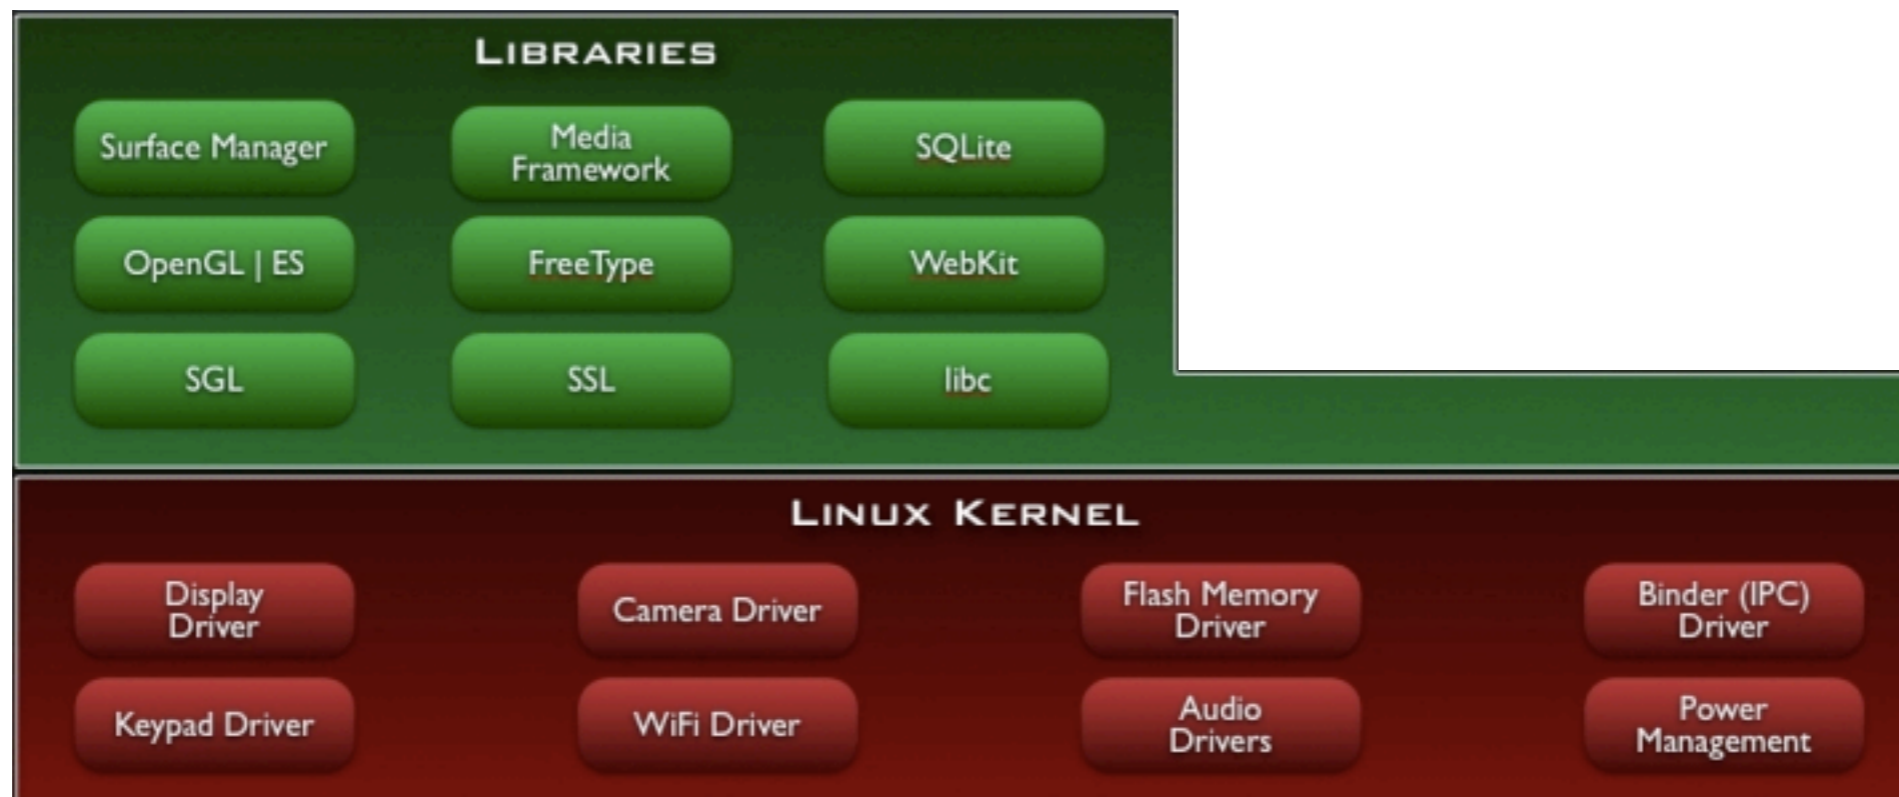 LIBRARIES
Surface Manager
Media
Framework
SQLite
OpenGL | ES
FreeType
WebKit
SGL
SSL
libc
LINUX KERNEL
Display
Driver
Camera Driver
Flash Memory
Driver
Binder (IPC)
Driver
Keypad Driver
WiFi Driver
Audio
Drivers
Power
Management